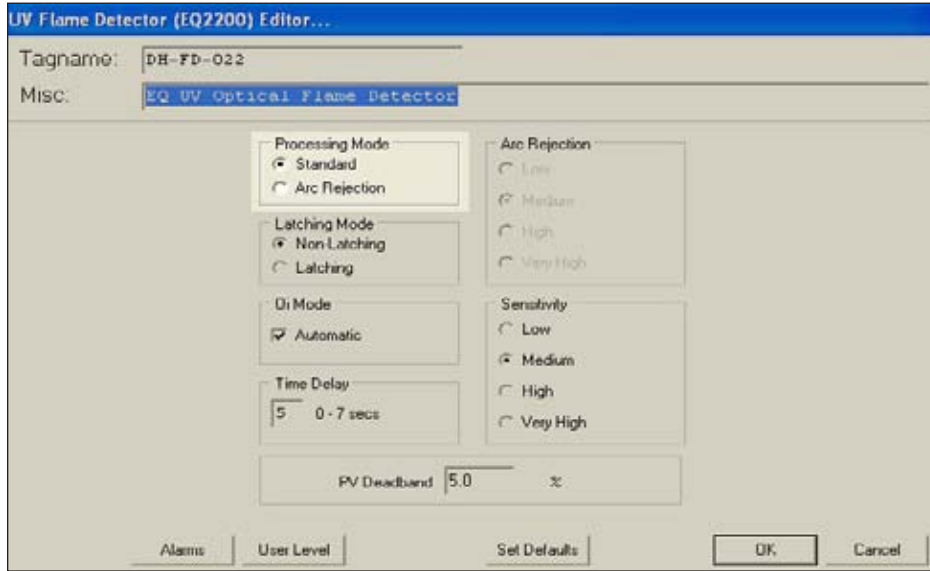 UV Flame Detector (EQ2200) Editor...
Tagname: DH-FD-022
Misc: EQ UV Optical Flame Detector
Processing Mode
Standard
Arc Rejection
Arc Rejection
Low
Medium
High
Very High
Latching Mode
Non-Latching
Latching
Oi Mode
Automatic
Sensitivity
Low
Medium
High
Very High
Time Delay
5 0 - 7 secs
PV Deadband 5.0 %
Alarms User Level Set Defaults OK Cancel